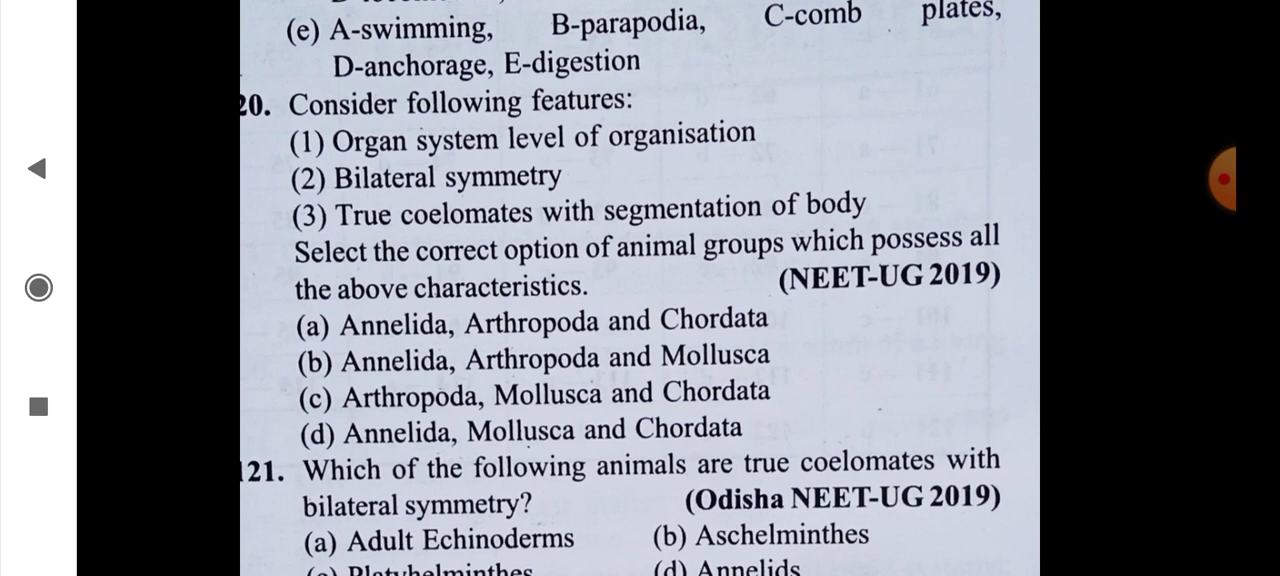 (e) A-swimming, B-parapodia, C-comb plates,
D-anchorage, E-digestion
20. Consider following features:
(1) Organ system level of organisation
(2) Bilateral symmetry
(3) True coelomates with segmentation of body
Select the correct option of animal groups which possess all
the above characteristics. (NEET-UG 2019)
(a) Annelida, Arthropoda and Chordata
(b) Annelida, Arthropoda and Mollusca
(c) Arthropoda, Mollusca and Chordata
(d) Annelida, Mollusca and Chordata
121. Which of the following animals are true coelomates with
bilateral symmetry? (Odisha NEET-UG 2019)
(a) Adult Echinoderms (b) Aschelminthes
(c) Platyhelminthes (d) Annelids